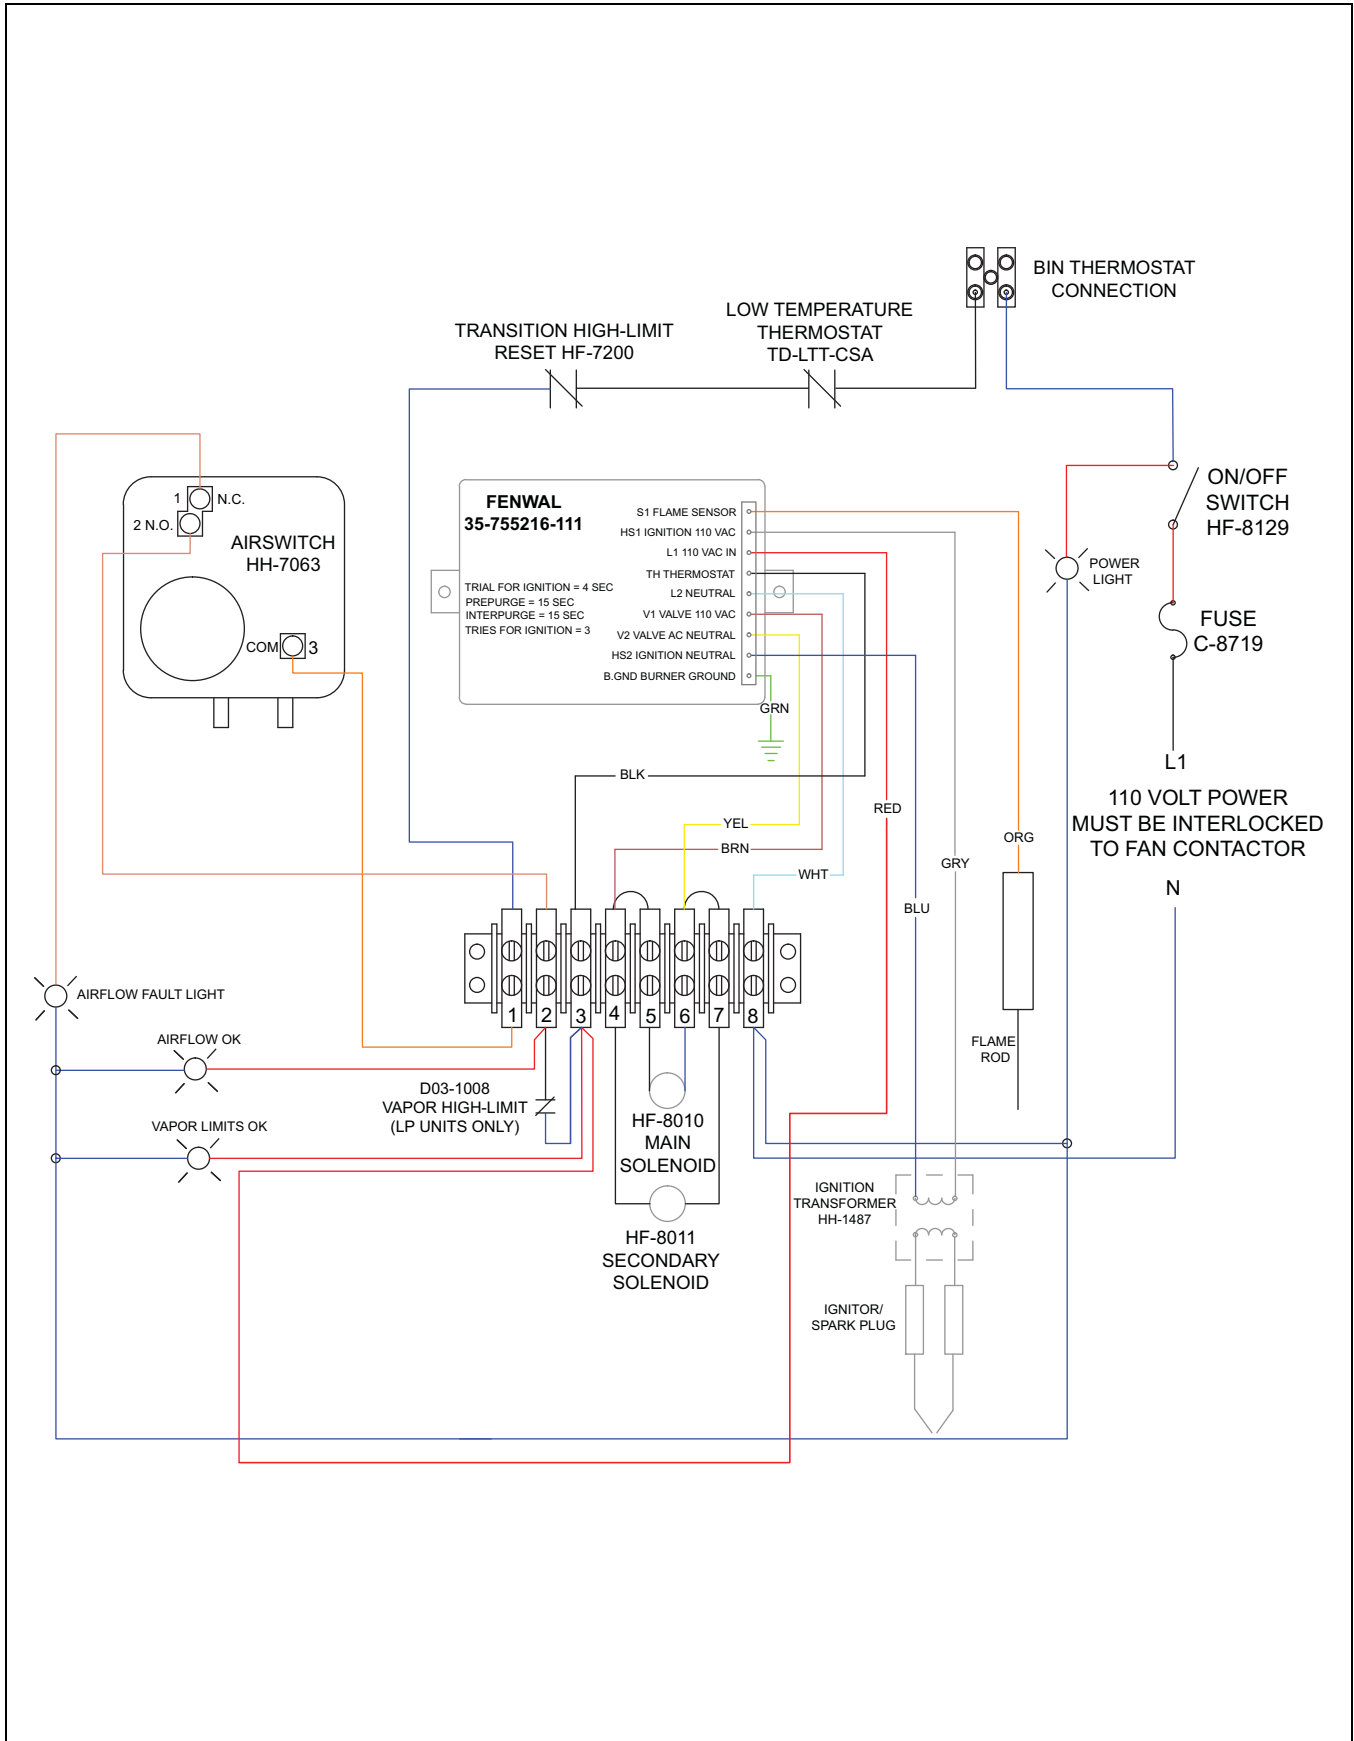 BIN THERMOSTAT
CONNECTION
LOW TEMPERATURE
THERMOSTAT
TD-LTT-CSA
TRANSITION HIGH-LIMIT
RESET HF-7200
ON/OFF
SWITCH
HF-8129
POWER
LIGHT
FUSE
C-8719
L1
110 VOLT POWER
MUST BE INTERLOCKED
TO FAN CONTACTOR
N
1 N.C.
2 N.O.
AIRSWITCH
HH-7063
COM 3
FENWAL
35-755216-111
TRIAL FOR IGNITION = 4 SEC
PREPURGE = 15 SEC
INTERPURGE = 15 SEC
TRIES FOR IGNITION = 3
S1 FLAME SENSOR
HS1 IGNITION 110 VAC
L1 110 VAC IN
TH THERMOSTAT
L2 NEUTRAL
V1 VALVE 110 VAC
V2 VALVE AC NEUTRAL
HS2 IGNITION NEUTRAL
B.GND BURNER GROUND
GRN
BLK
YEL
BRN
WHT
RED
BLU
GRY
ORG
FLAME
ROD
1 2 3 4 5 6 7 8
AIRFLOW FAULT LIGHT
AIRFLOW OK
VAPOR LIMITS OK
D03-1008
VAPOR HIGH-LIMIT
(LP UNITS ONLY)
HF-8010
MAIN
SOLENOID
HF-8011
SECONDARY
SOLENOID
IGNITION
TRANSFORMER
HH-1487
IGNITOR/
SPARK PLUG